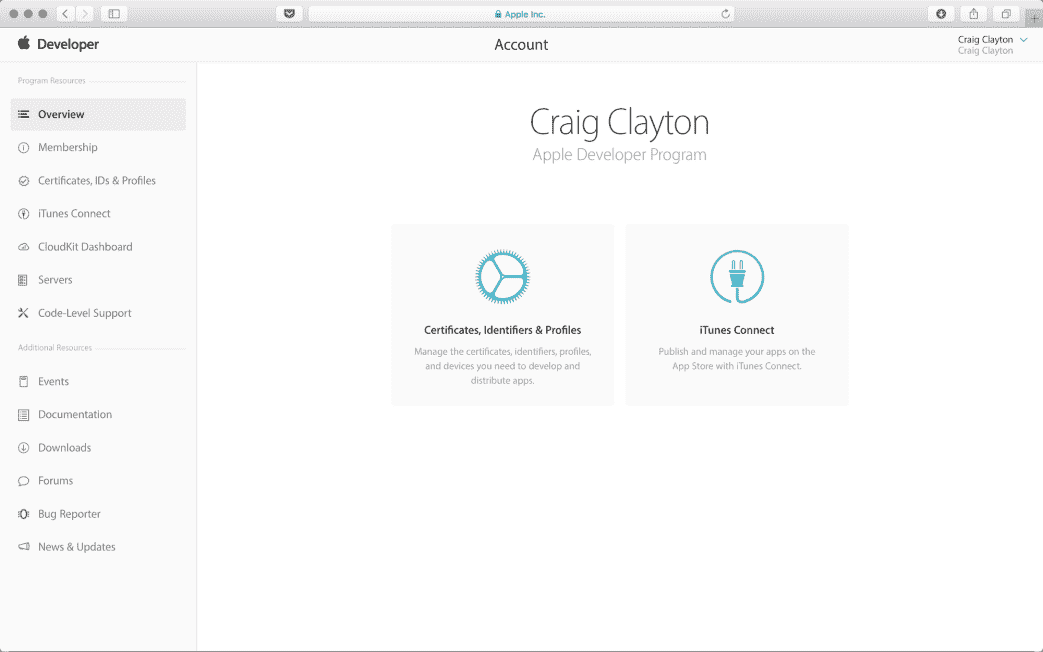 Apple Inc.
Developer
Account
Craig Clayton
Craig Clayton
Program Resources
Overview
Membership
Certificates, IDs & Profiles
iTunes Connect
CloudKit Dashboard
Servers
Code-Level Support
Additional Resources
Events
Documentation
Downloads
Forums
Bug Reporter
News & Updates
Craig Clayton
Apple Developer Program
Certificates, Identifiers & Profiles
Manage the certificates, identifiers, profiles,
and devices you need to develop and
distribute apps.
iTunes Connect
Publish and manage your apps on the
App Store with iTunes Connect.